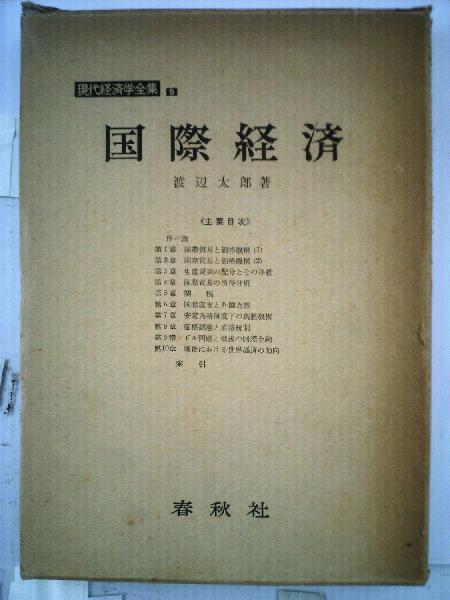 現代経済学全集 5
国際経済
渡辺太郎著
《主要目次》
序論
第1章 国際貿易と価格機構(1)
第2章 国際貿易と価格機構(2)
第3章 生産要素の配分とその移動
第4章 国際貿易の所得分析
第5章 関税
第6章 国際収支と外国為替
第7章 安定為替制度下の調整機構
第8章 価格調整と直接統制
第9章 ドル問題と戦後の国際金融
第10章 戦後における世界経済の動向
索引
春秋社